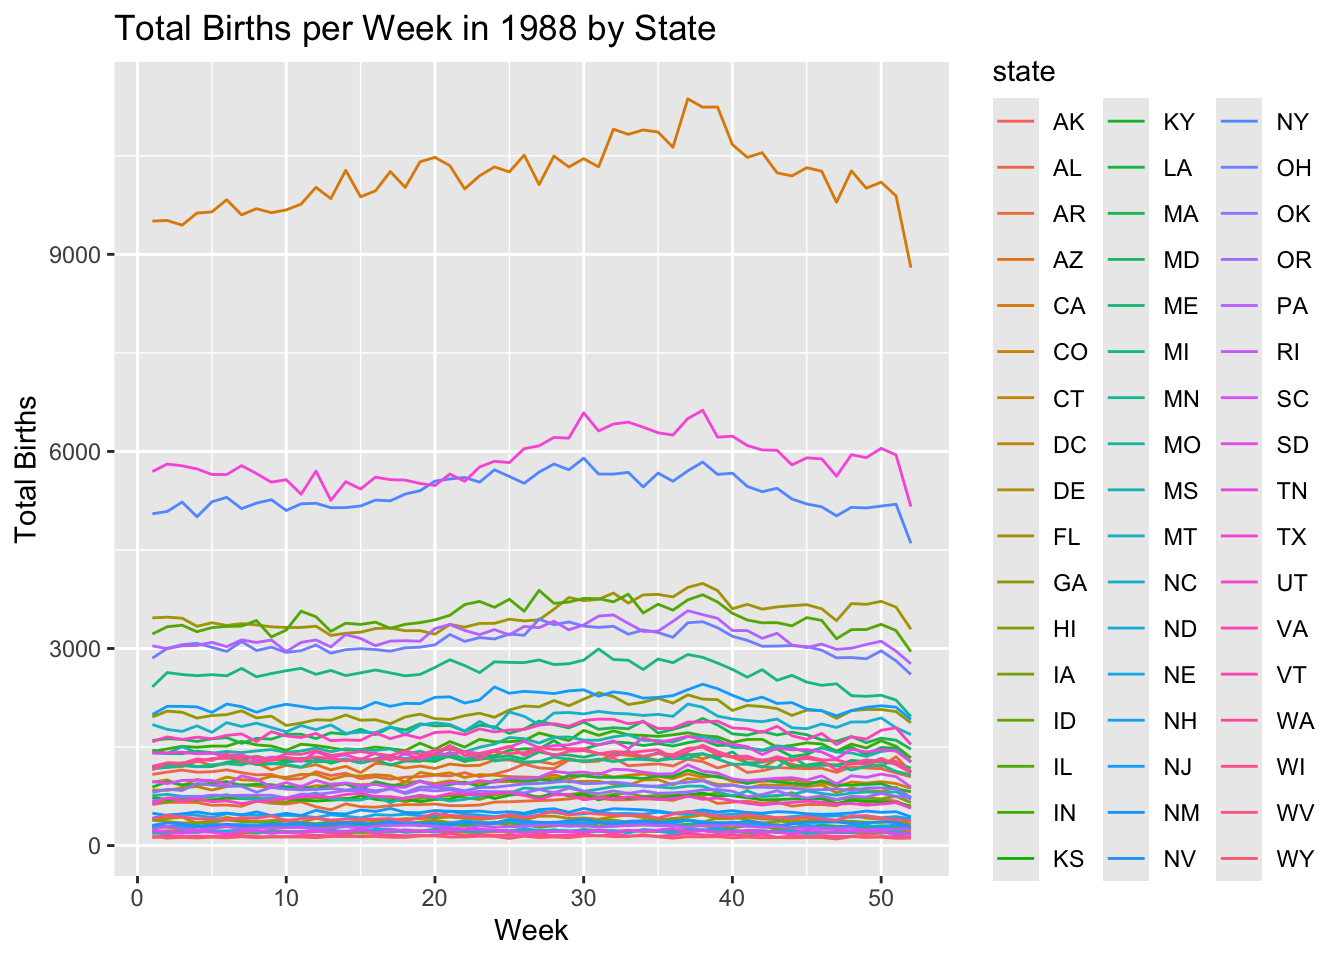 Total Births per Week in 1988 by State
state
AK KY NY
AL LA OH
AR MA OK
AZ MD OR
CA ME PA
CO MI RI
CT MN SC
DC MO SD
DE MS TN
FL MT TX
GA NC UT
HI ND VA
IA NE VT
ID NH WA
IL NJ WI
IN NM WV
KS NV WY
Total Births
9000
6000
3000
0
0 10 20 30 40 50
Week